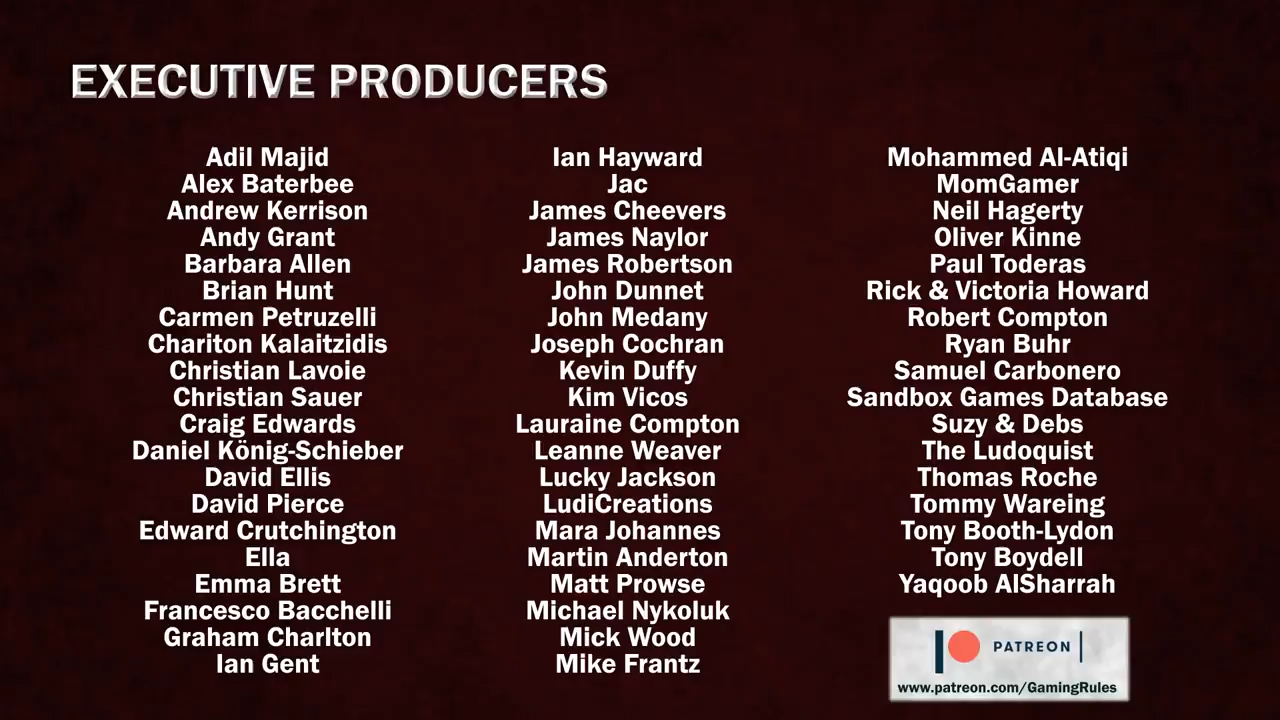 EXECUTIVE PRODUCERS
Adil Majid
Alex Baterbee
Andrew Kerrison
Andy Grant
Barbara Allen
Brian Hunt
Carmen Petruzelli
Chariton Kalaitzidis
Christian Lavoie
Christian Sauer
Craig Edwards
Daniel König-Schieber
David Ellis
David Pierce
Edward Crutchington
Ella
Emma Brett
Francesco Bacchelli
Graham Charlton
Ian Gent
Ian Hayward
Jac
James Cheevers
James Naylor
James Robertson
John Dunnet
John Medany
Joseph Cochran
Kevin Duffy
Kim Vicos
Lauraine Compton
Leanne Weaver
Lucky Jackson
LudiCreations
Mara Johannes
Martin Anderton
Matt Prowse
Michael Nykoluk
Mick Wood
Mike Frantz
Mohammed Al-Atiqi
MomGamer
Neil Hagerty
Oliver Kinne
Paul Toderas
Rick & Victoria Howard
Robert Compton
Ryan Buhr
Samuel Carbonero
Sandbox Games Database
Suzy & Debs
The Ludoquist
Thomas Roche
Tommy Wareing
Tony Booth-Lydon
Tony Boydell
Yaqoob AlSharrah
PATREON
www.patreon.com/GamingRules